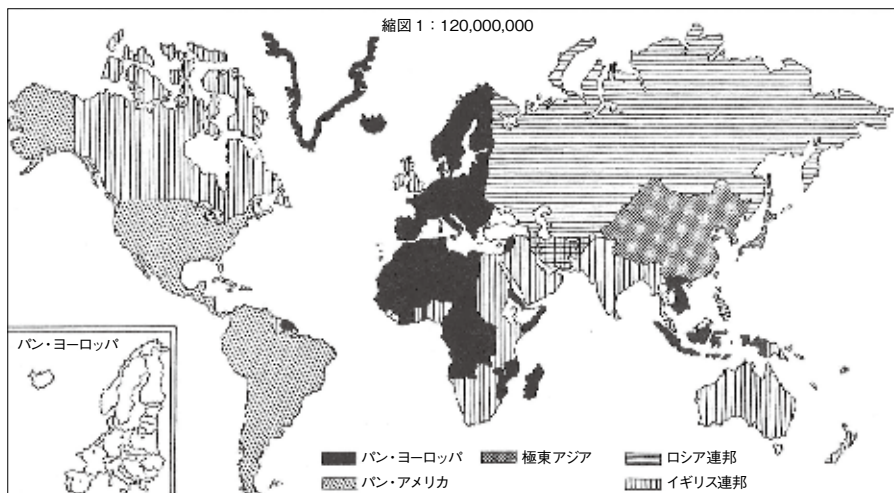 縮図 1：120,000,000
パン・ヨーロッパ
パン・ヨーロッパ
極東アジア
ロシア連邦
パン・アメリカ
イギリス連邦